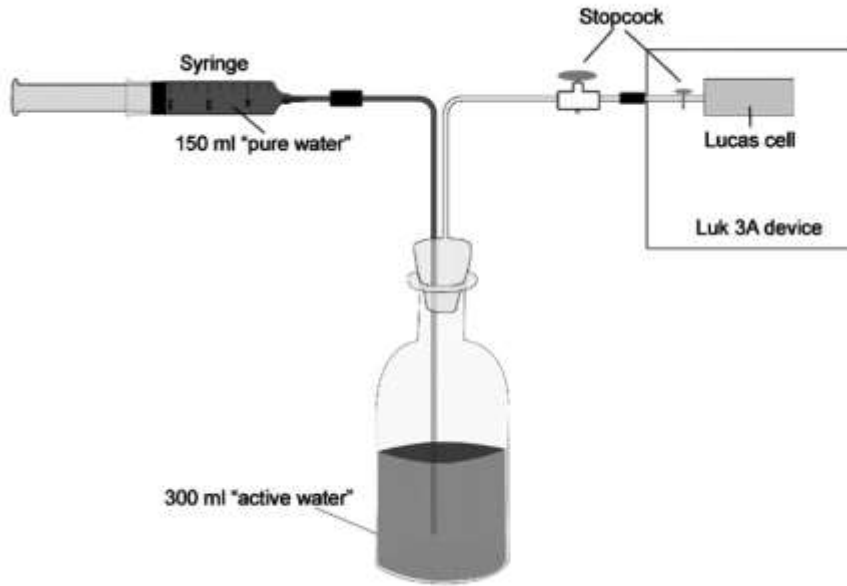 Stopcock
Syringe
150 ml "pure water"
Lucas cell
Luk 3A device
300 ml "active water"